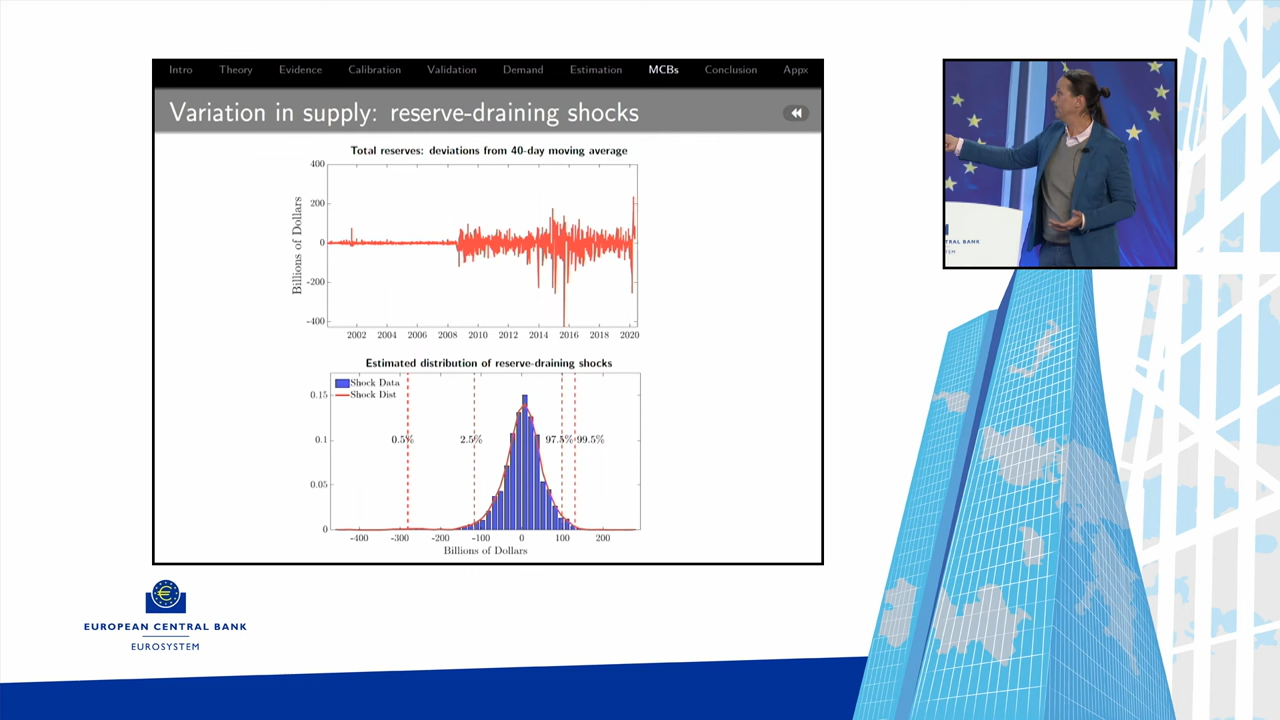 Intro Theory Evidence Calibration Validation Demand Estimation MCBs Conclusion Appx
Variation in supply: reserve-draining shocks
Total reserves: deviations from 40-day moving average
Billions of Dollars
400
200
0
-200
-400
2002 2004 2006 2008 2010 2012 2014 2016 2018 2020
Estimated distribution of reserve-draining shocks
Shock Data
Shock Dist
0.15
0.1
0.05
0
0.5% 2.5% 97.5% 99.5%
-400 -300 -200 -100 0 100 200
Billions of Dollars
TRAL BANK
EUROPEAN CENTRAL BANK
EUROSYSTEM